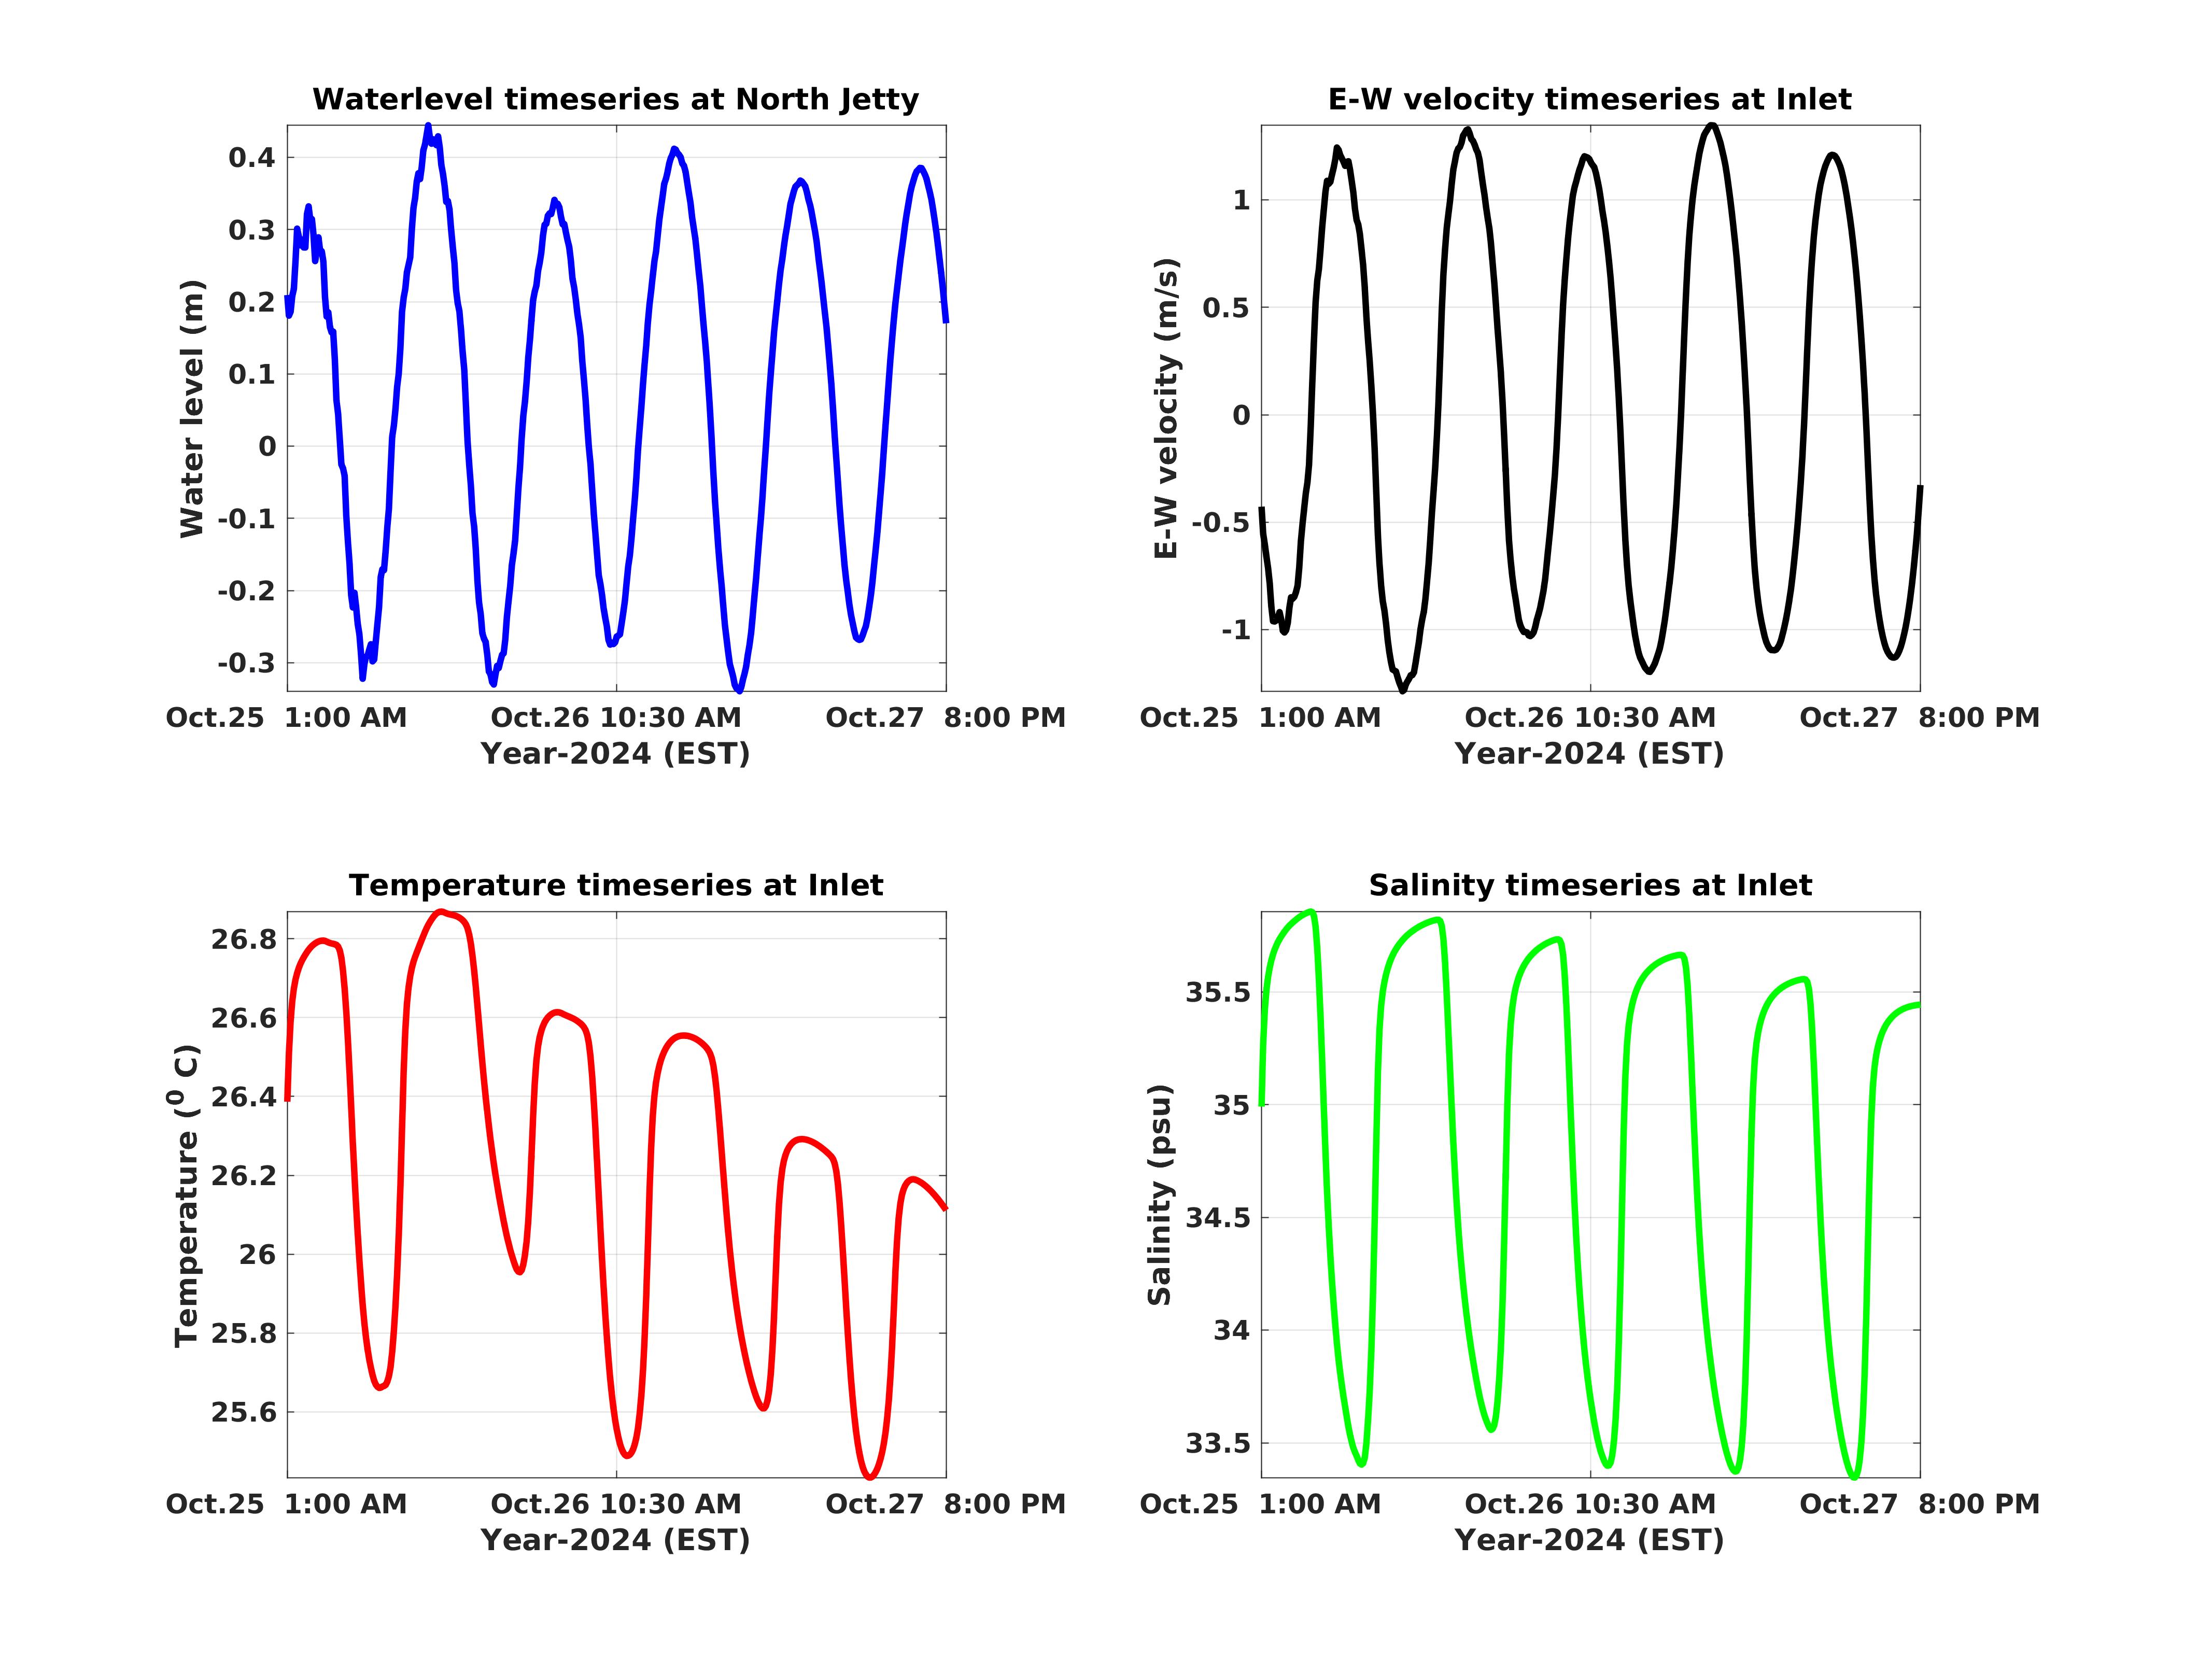 Waterlevel timeseries at North Jetty
0.4
0.3
0.2
0.1
0
-0.1
-0.2
-0.3
Water level (m)
Oct.25 1:00 AM Oct.26 10:30 AM Oct.27 8:00 PM
Year-2024 (EST)
E-W velocity timeseries at Inlet
1
0.5
0
-0.5
-1
E-W velocity (m/s)
Oct.25 1:00 AM Oct.26 10:30 AM Oct.27 8:00 PM
Year-2024 (EST)
Temperature timeseries at Inlet
26.8
26.6
26.4
26.2
26
25.8
25.6
Temperature (⁰ C)
Oct.25 1:00 AM Oct.26 10:30 AM Oct.27 8:00 PM
Year-2024 (EST)
Salinity timeseries at Inlet
35.5
35
34.5
34
33.5
Salinity (psu)
Oct.25 1:00 AM Oct.26 10:30 AM Oct.27 8:00 PM
Year-2024 (EST)